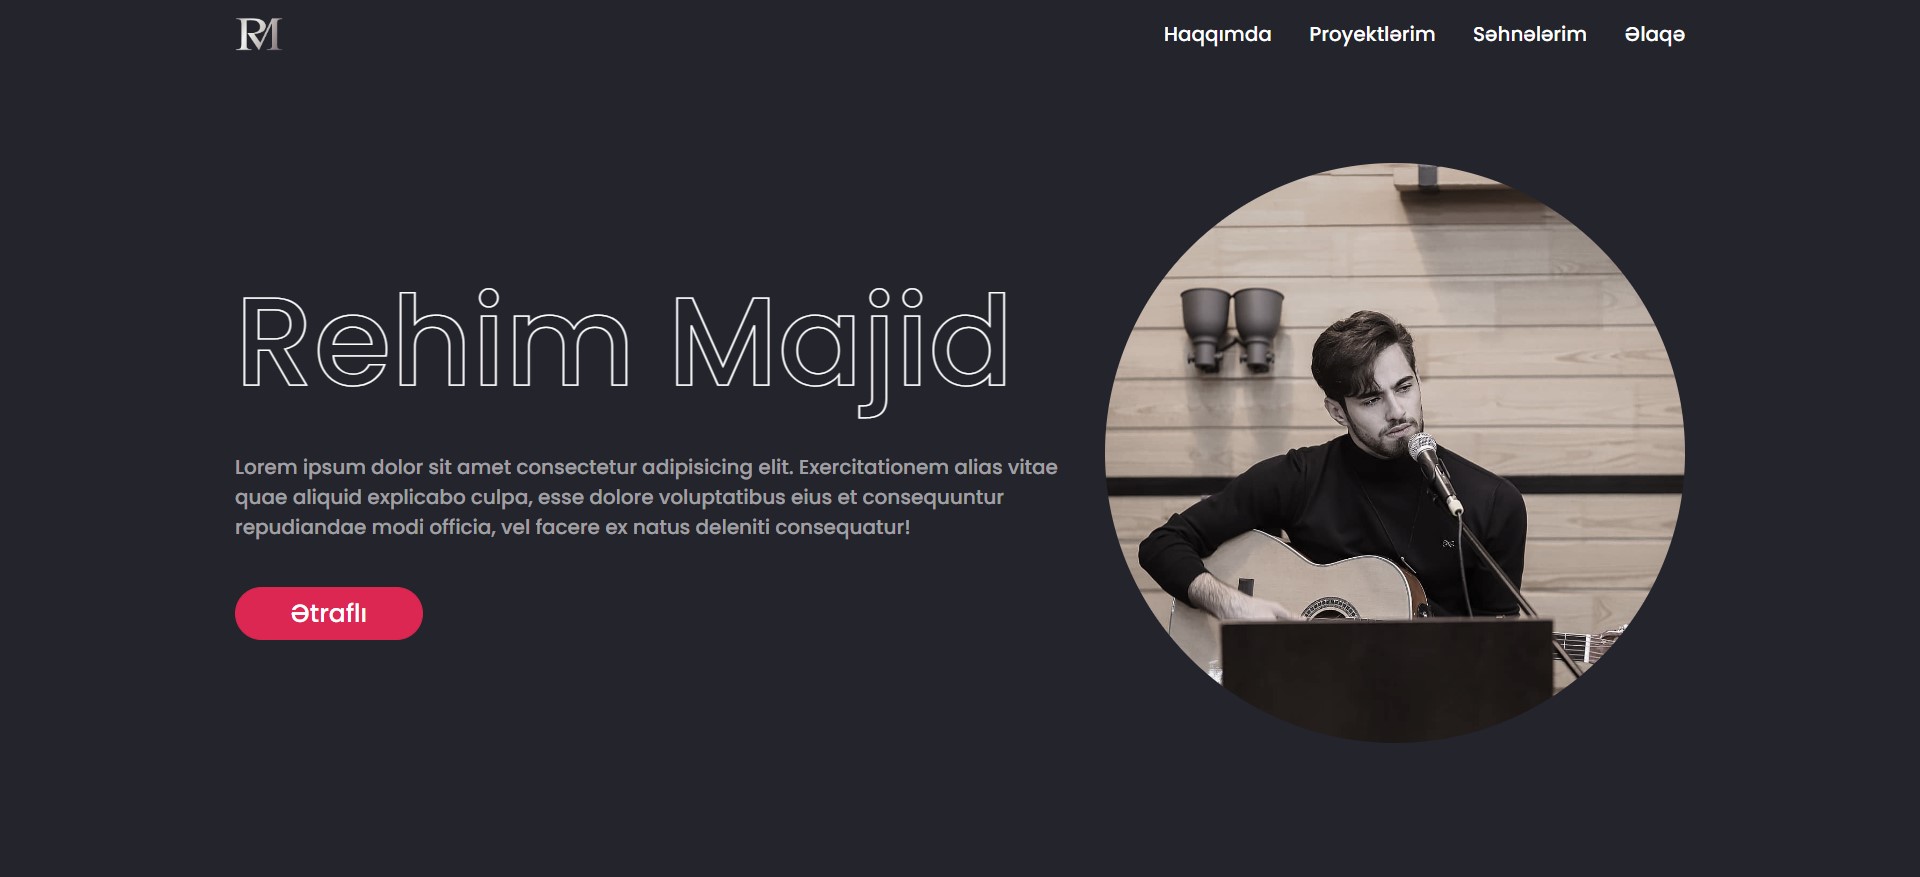 RM
Haqqımda Proyektlərim Səhnələrim Əlaqə
Rehim Majid
Lorem ipsum dolor sit amet consectetur adipisicing elit. Exercitationem alias vitae
quae aliquid explicabo culpa, esse dolore voluptatibus eius et consequuntur
repudiandae modi officia, vel facere ex natus deleniti consequatur!
Ətraflı